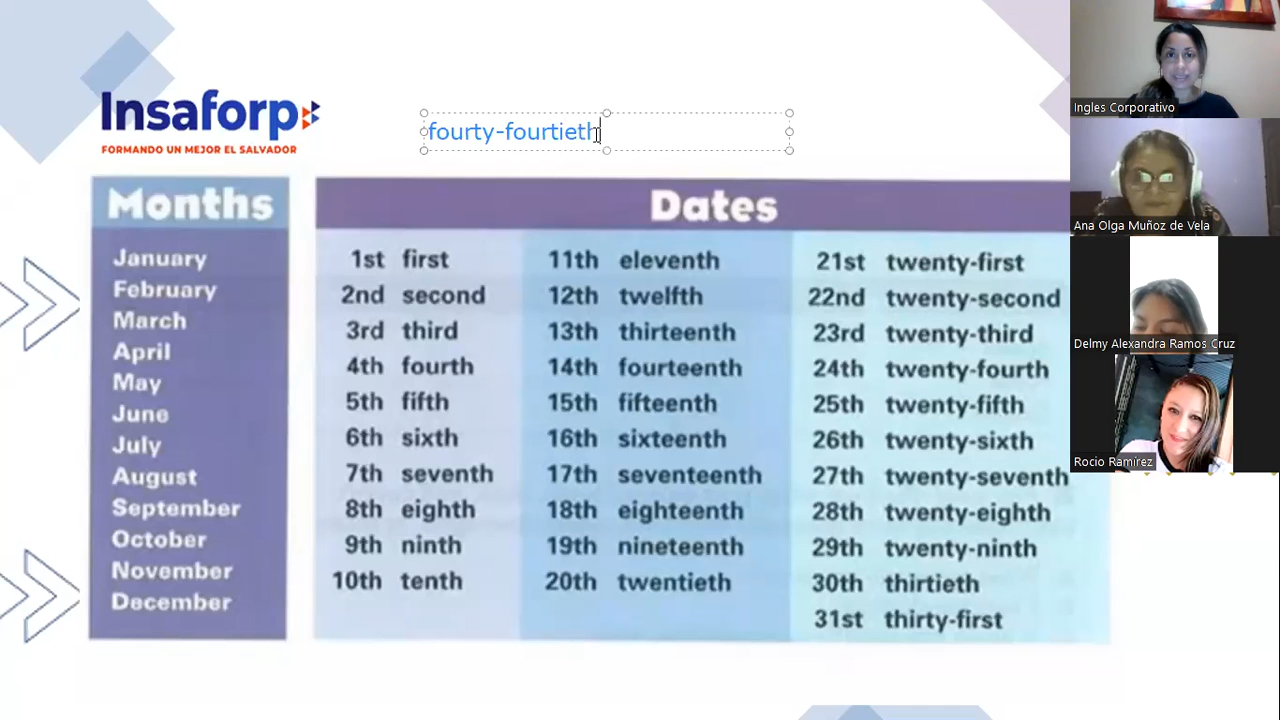 Insaforp
FORMANDO UN MEJOR EL SALVADOR
fourty-fourtieth
Months
January
February
March
April
May
June
July
August
September
October
November
December
Dates
1st first
2nd second
3rd third
4th fourth
5th fifth
6th sixth
7th seventh
8th eighth
9th ninth
10th tenth
11th eleventh
12th twelfth
13th thirteenth
14th fourteenth
15th fifteenth
16th sixteenth
17th seventeenth
18th eighteenth
19th nineteenth
20th twentieth
21st twenty-first
22nd twenty-second
23rd twenty-third
24th twenty-fourth
25th twenty-fifth
26th twenty-sixth
27th twenty-seventh
28th twenty-eighth
29th twenty-ninth
30th thirtieth
31st thirty-first
Ingles Corporativo
Ana Olga Muñoz de Vela
Delmy Alexandra Ramos Cruz
Rocio Ramírez